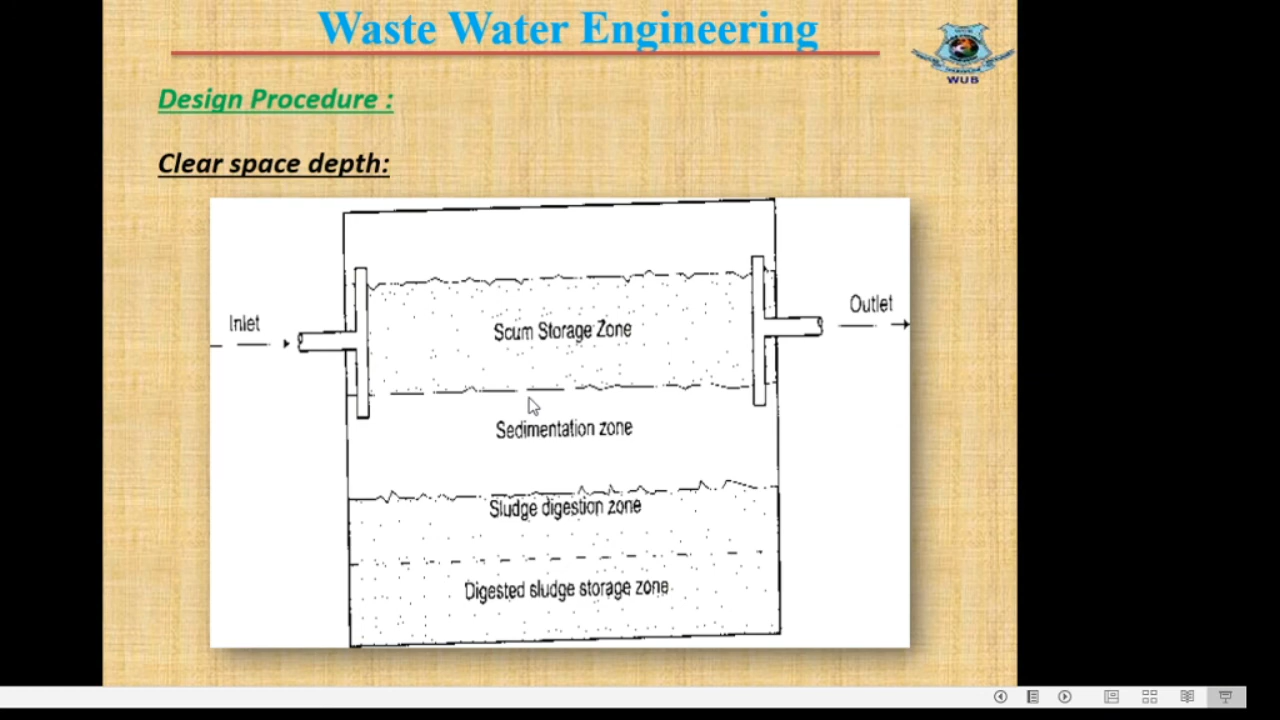 Waste Water Engineering
WUB
Design Procedure :
Clear space depth:
Inlet
Outlet
Scum Storage Zone
Sedimentation zone
Sludge digestion zone
Digested sludge storage zone